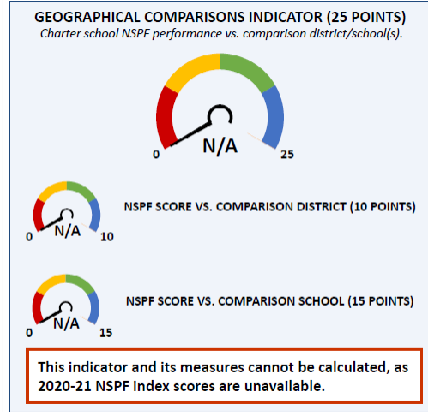 GEOGRAPHICAL COMPARISONS INDICATOR (25 POINTS)
Charter school NSPF performance vs. comparison district/school(s).
N/A
0 25
NSPF SCORE VS. COMPARISON DISTRICT (10 POINTS)
N/A
0 10
NSPF SCORE VS. COMPARISON SCHOOL (15 POINTS)
N/A
0 15
This indicator and its measures cannot be calculated, as
2020-21 NSPF index scores are unavailable.